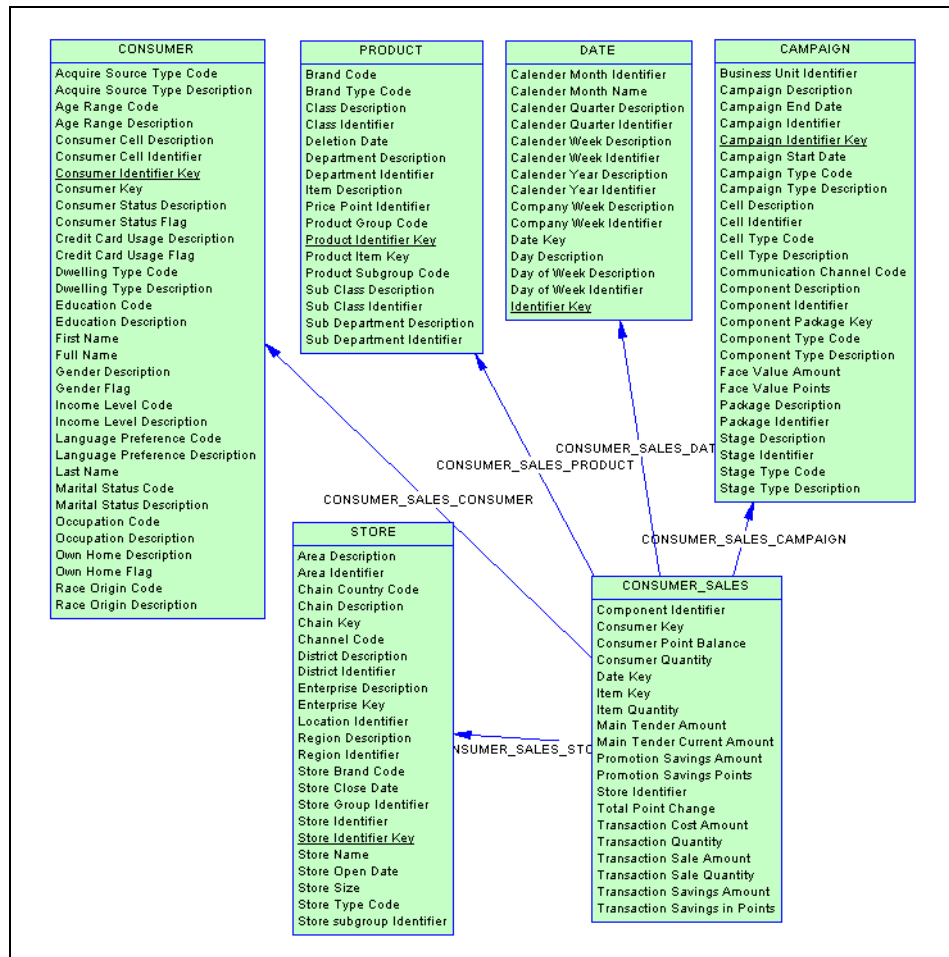 CONSUMER
Acquire Source Type Code
Acquire Source Type Description
Age Range Code
Age Range Description
Consumer Cell Description
Consumer Cell Identifier
Consumer Identifier Key
Consumer Key
Consumer Status Description
Consumer Status Flag
Credit Card Usage Description
Credit Card Usage Flag
Dwelling Type Code
Dwelling Type Description
Education Code
Education Description
First Name
Full Name
Gender Description
Gender Flag
Income Level Code
Income Level Description
Language Preference Code
Language Preference Description
Last Name
Marital Status Code
Marital Status Description
Occupation Code
Occupation Description
Own Home Description
Own Home Flag
Race Origin Code
Race Origin Description
PRODUCT
Brand Code
Brand Type Code
Class Description
Class Identifier
Deletion Date
Department Description
Department Identifier
Item Description
Price Point Identifier
Product Group Code
Product Identifier Key
Product Item Key
Product Subgroup Code
Sub Class Description
Sub Class Identifier
Sub Department Description
Sub Department Identifier
DATE
Calender Month Identifier
Calender Month Name
Calender Quarter Description
Calender Quarter Identifier
Calender Week Description
Calender Week Identifier
Calender Year Description
Calender Year Identifier
Company Week Description
Company Week Identifier
Date Key
Day Description
Day of Week Description
Day of Week Identifier
Identifier Key
CAMPAIGN
Business Unit Identifier
Campaign Description
Campaign End Date
Campaign Identifier
Campaign Identifier Key
Campaign Start Date
Campaign Type Code
Campaign Type Description
Cell Description
Cell Identifier
Cell Type Code
Cell Type Description
Communication Channel Code
Component Description
Component Identifier
Component Package Key
Component Type Code
Component Type Description
Face Value Amount
Face Value Points
Package Description
Package Identifier
Stage Description
Stage Identifier
Stage Type Code
Stage Type Description
CONSUMER_SALES_DAT
CONSUMER_SALES_PRODUCT
CONSUMER_SALES_CONSUMER
CONSUMER_SALES_CAMPAIGN
NSUMER_SALES_STO
STORE
Area Description
Area Identifier
Chain Country Code
Chain Description
Chain Key
Channel Code
District Description
District Identifier
Enterprise Description
Enterprise Key
Location Identifier
Region Description
Region Identifier
Store Brand Code
Store Close Date
Store Group Identifier
Store Identifier
Store Identifier Key
Store Name
Store Open Date
Store Size
Store Type Code
Store subgroup Identifier
CONSUMER_SALES
Component Identifier
Consumer Key
Consumer Point Balance
Consumer Quantity
Date Key
Item Key
Item Quantity
Main Tender Amount
Main Tender Current Amount
Promotion Savings Amount
Promotion Savings Points
Store Identifier
Total Point Change
Transaction Cost Amount
Transaction Quantity
Transaction Sale Amount
Transaction Sale Quantity
Transaction Savings Amount
Transaction Savings in Points